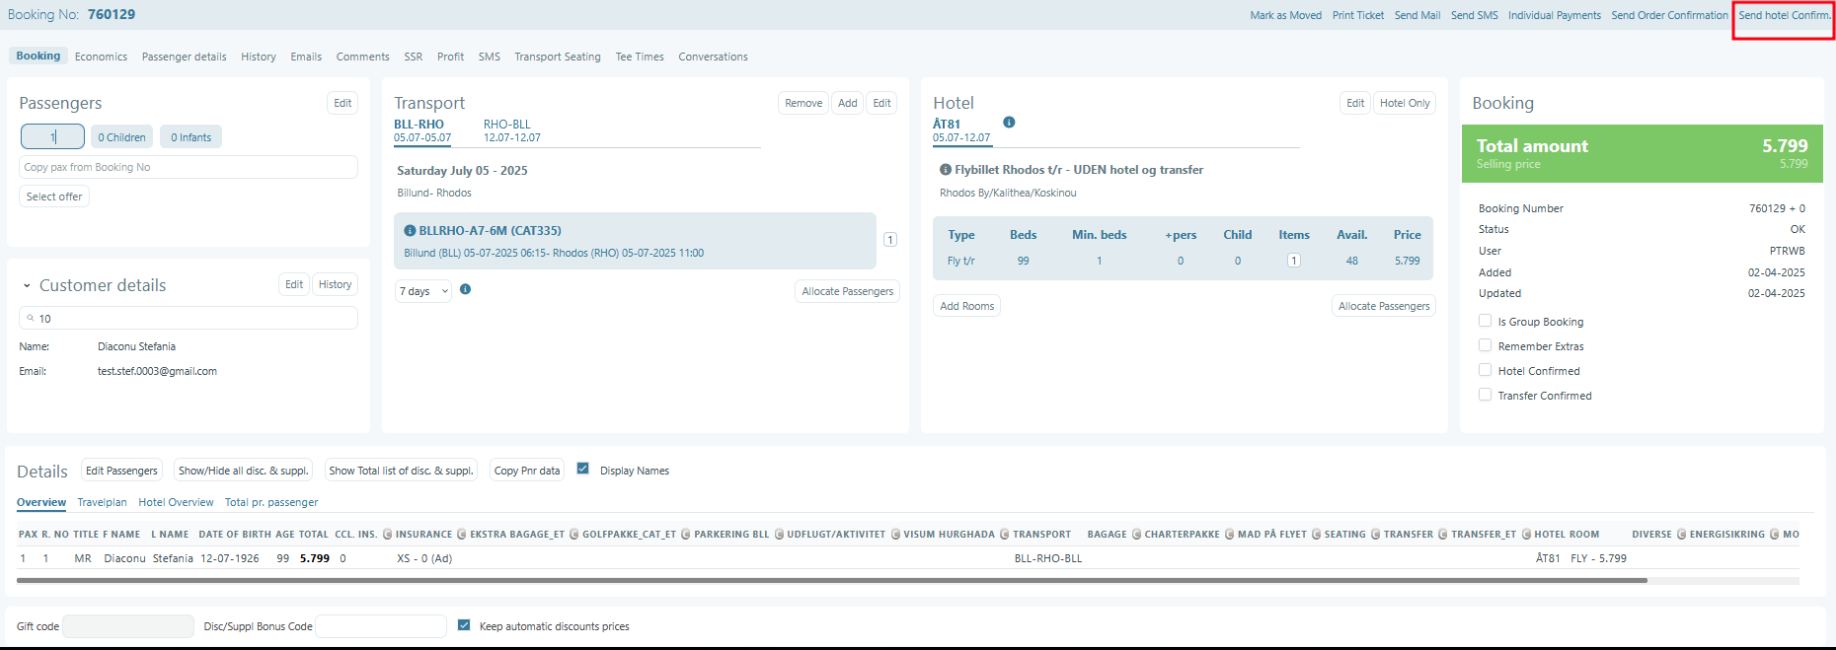 Booking No: 760129
Mark as Moved Print Ticket Send Mail Send SMS Individual Payments Send Order Confirmation Send hotel Confirm.
Booking Economics Passenger details History Emails Comments SSR Profit SMS Transport Seating Tee Times Conversations
Passengers
Edit
1
0 Children
0 Infants
Copy pax from Booking No
Select offer
Customer details
Edit
History
10
Name: Diaconu Stefania
Email: test.stef.0003@gmail.com
Transport
Remove
Add
Edit
BLL-RHO RHO-BLL
05.07-05.07 12.07-12.07
Saturday July 05 - 2025
Billund- Rhodos
BLLRHO-A7-6M (CAT335)
Billund (BLL) 05-07-2025 06:15- Rhodos (RHO) 05-07-2025 11:00
1
7 days
Allocate Passengers
Hotel
Edit
Hotel Only
ÅT81
05.07-12.07
Flybillet Rhodos t/r - UDEN hotel og transfer
Rhodos By/Kalithea/Koskinou
Type Beds Min. beds +pers Child Items Avail. Price
Fly t/r 99 1 0 0 1 48 5.799
Add Rooms
Allocate Passengers
Booking
Total amount 5.799
Selling price 5.799
Booking Number 760129 + 0
Status OK
User PTRWB
Added 02-04-2025
Updated 02-04-2025
Is Group Booking
Remember Extras
Hotel Confirmed
Transfer Confirmed
Details Edit Passengers Show/Hide all disc. & suppl. Show Total list of disc. & suppl. Copy Pnr data Display Names
Overview Travelplan Hotel Overview Total pr. passenger
PAX R. NO TITLE F NAME L NAME DATE OF BIRTH AGE TOTAL CCL. INS. C INSURANCE C EKSTRA BAGAGE_ET C GOLFPAKKE_CAT_ET C PARKERING BLL C UDFLUGT/AKTIVITET C VISUM HURGHADA C TRANSPORT BAGAGE C CHARTERPAKKE C MAD PÅ FLYET C SEATING C TRANSFER C TRANSFER_ET C HOTEL ROOM DIVERSE C ENERGISIKRING C MO
1 1 MR Diaconu Stefania 12-07-1926 99 5.799 0 XS - 0 (Ad) BLL-RHO-BLL ÅT81 FLY - 5.799
Gift code Disc/Suppl Bonus Code Keep automatic discounts prices